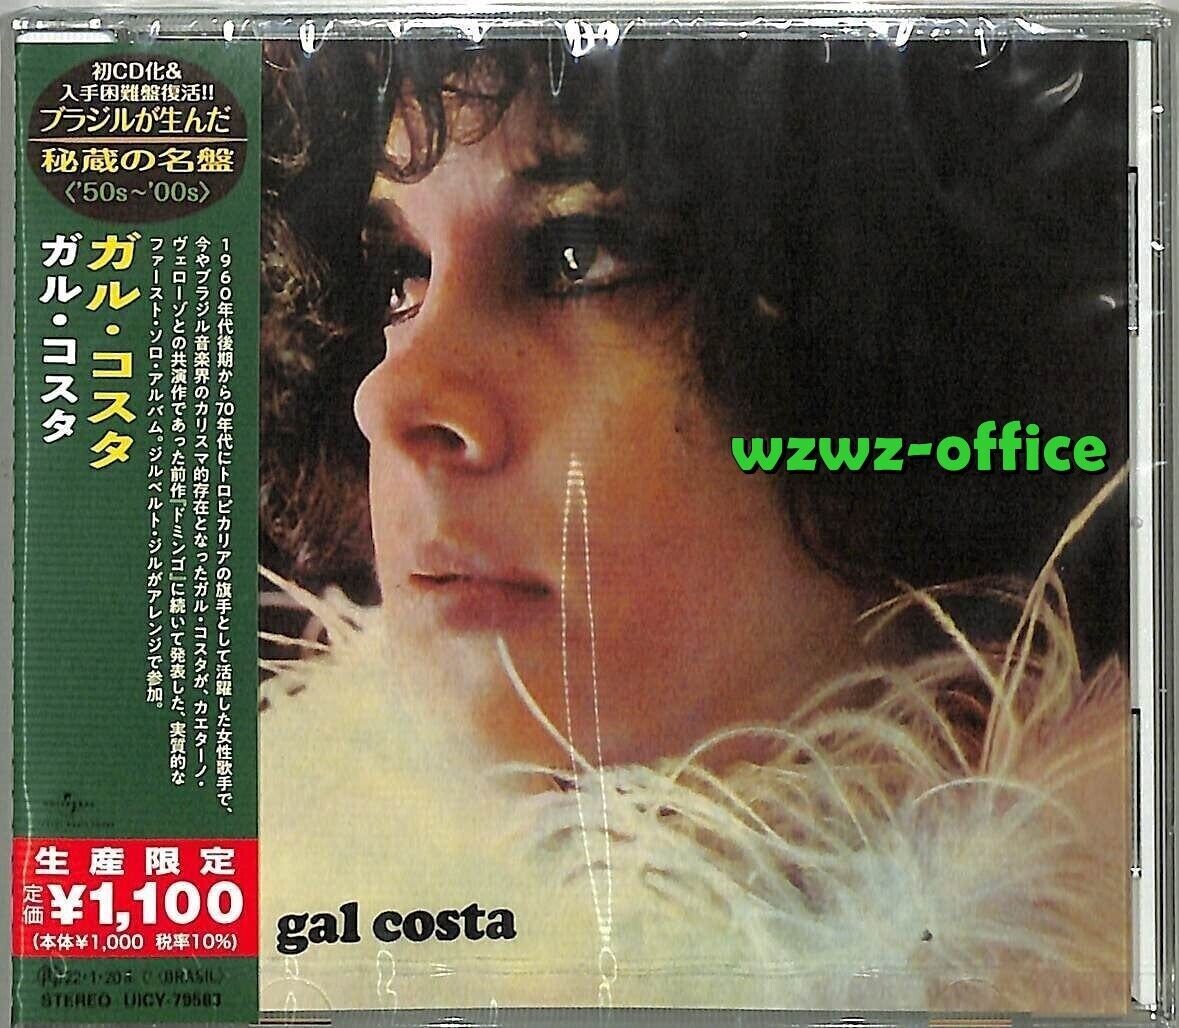 初CD化&
入手困難盤復活!!
ブラジルが生んだ
秘蔵の名盤
〈'50s～'00s〉
ガル・コスタ
ガル・コスタ
1960年代後期から70年代にトロピカリアの旗手として活躍した女性歌手で、
今やブラジル音楽界のカリスマ的存在となったガル・コスタが、カエターノ・
ヴェローゾとの共演作であった前作『ドミンゴ』に続いて発表した、実質的な
ファースト・ソロ・アルバム。ジルベルト・ジルがアレンジで参加。
wzwz-office
gal costa
生産限定
定価 ¥1,100
(本体¥1,000 税率10%)
STEREO UICY-79583